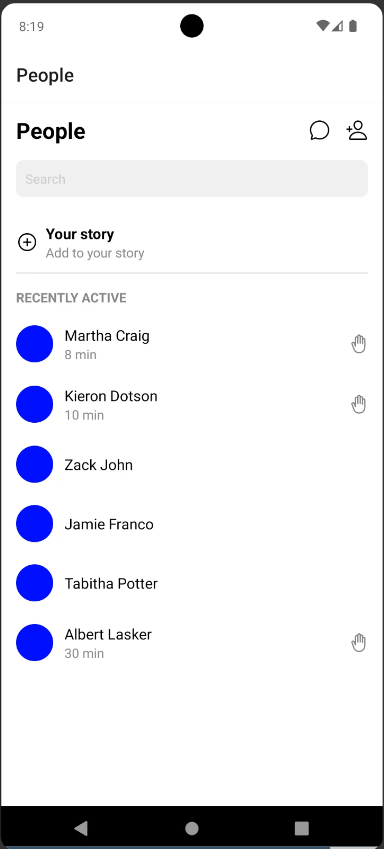 8:19
People
People
Search
Your story
Add to your story
RECENTLY ACTIVE
Martha Craig
8 min
Kieron Dotson
10 min
Zack John
Jamie Franco
Tabitha Potter
Albert Lasker
30 min